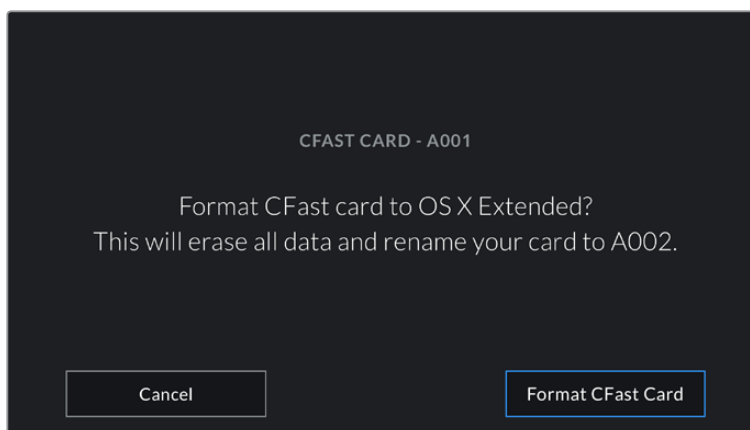 CFAST CARD - A001
Format CFast card to OS X Extended?
This will erase all data and rename your card to A002.
Cancel
Format CFast Card